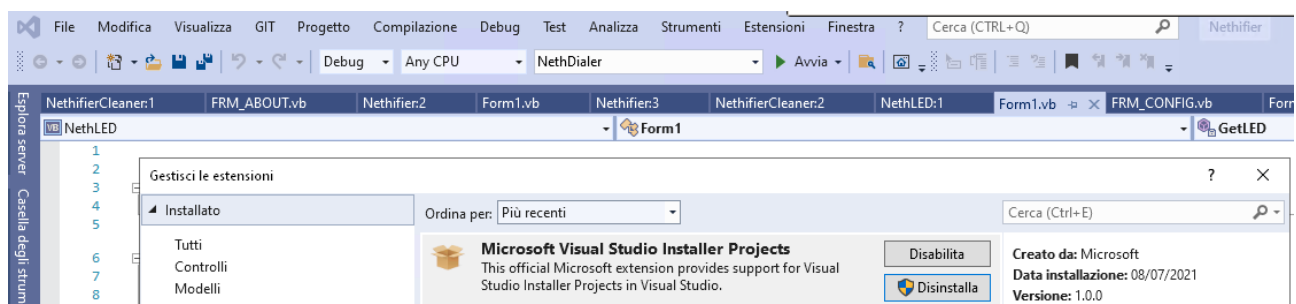 File Modifica Visualizza GIT Progetto Compilazione Debug Test Analizza Strumenti Estensioni Finestra ? Cerca (CTRL+Q) Nethifier
Debug Any CPU NethDialer Avvia
NethifierCleaner:1 FRM_ABOUT.vb Nethifier:2 Form1.vb Nethifier:3 NethifierCleaner:2 NethLED:1 Form1.vb FRM_CONFIG.vb Forr
VB NethLED Form1 GetLED
Esplora server
Casella degli strum
1
2
3
4
5
6
7
8
Gestisci le estensioni ?
Installato
Tutti
Controlli
Modelli
Ordina per: Più recenti
Cerca (Ctrl+E)
Microsoft Visual Studio Installer Projects
This official Microsoft extension provides support for Visual
Studio Installer Projects in Visual Studio.
Disabilita
Disinstalla
Creato da: Microsoft
Data installazione: 08/07/2021
Versione: 1.0.0